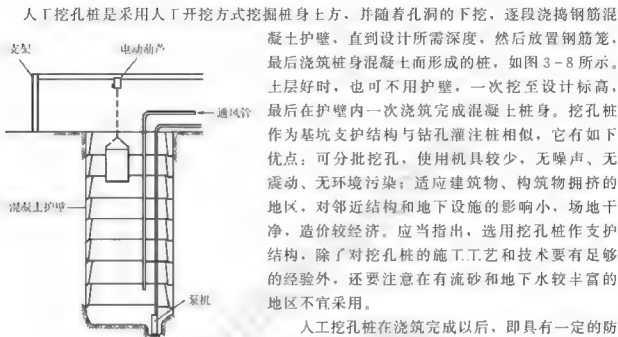 人工挖孔桩是采用人工开挖方式挖掘桩身土方，并随着孔洞的下挖，逐段浇捣钢筋混
凝土护壁，直到设计所需深度，然后放置钢筋笼，
最后浇筑桩身混凝土而形成的桩，如图3-8所示。
土层好时，也可不用护壁，一次挖至设计标高，
最后在护壁内一次浇筑完成混凝土桩身。挖孔桩
作为基坑支护结构与钻孔灌注桩相似，它有如下
优点：可分批挖孔，使用机具较少，无噪声、无
震动、无环境污染；适应建筑物、构筑物拥挤的
地区，对邻近结构和地下设施的影响小，场地干
净，造价较经济。应当指出，选用挖孔桩作支护
结构，除了对挖孔桩的施工工艺和技术要有足够
的经验外，还要注意在有流砂和地下水较丰富的
地区不宜采用。
人工挖孔桩在浇筑完成以后，即具有一定的防
支架
电动葫芦
通风管
混凝土护壁
泵机